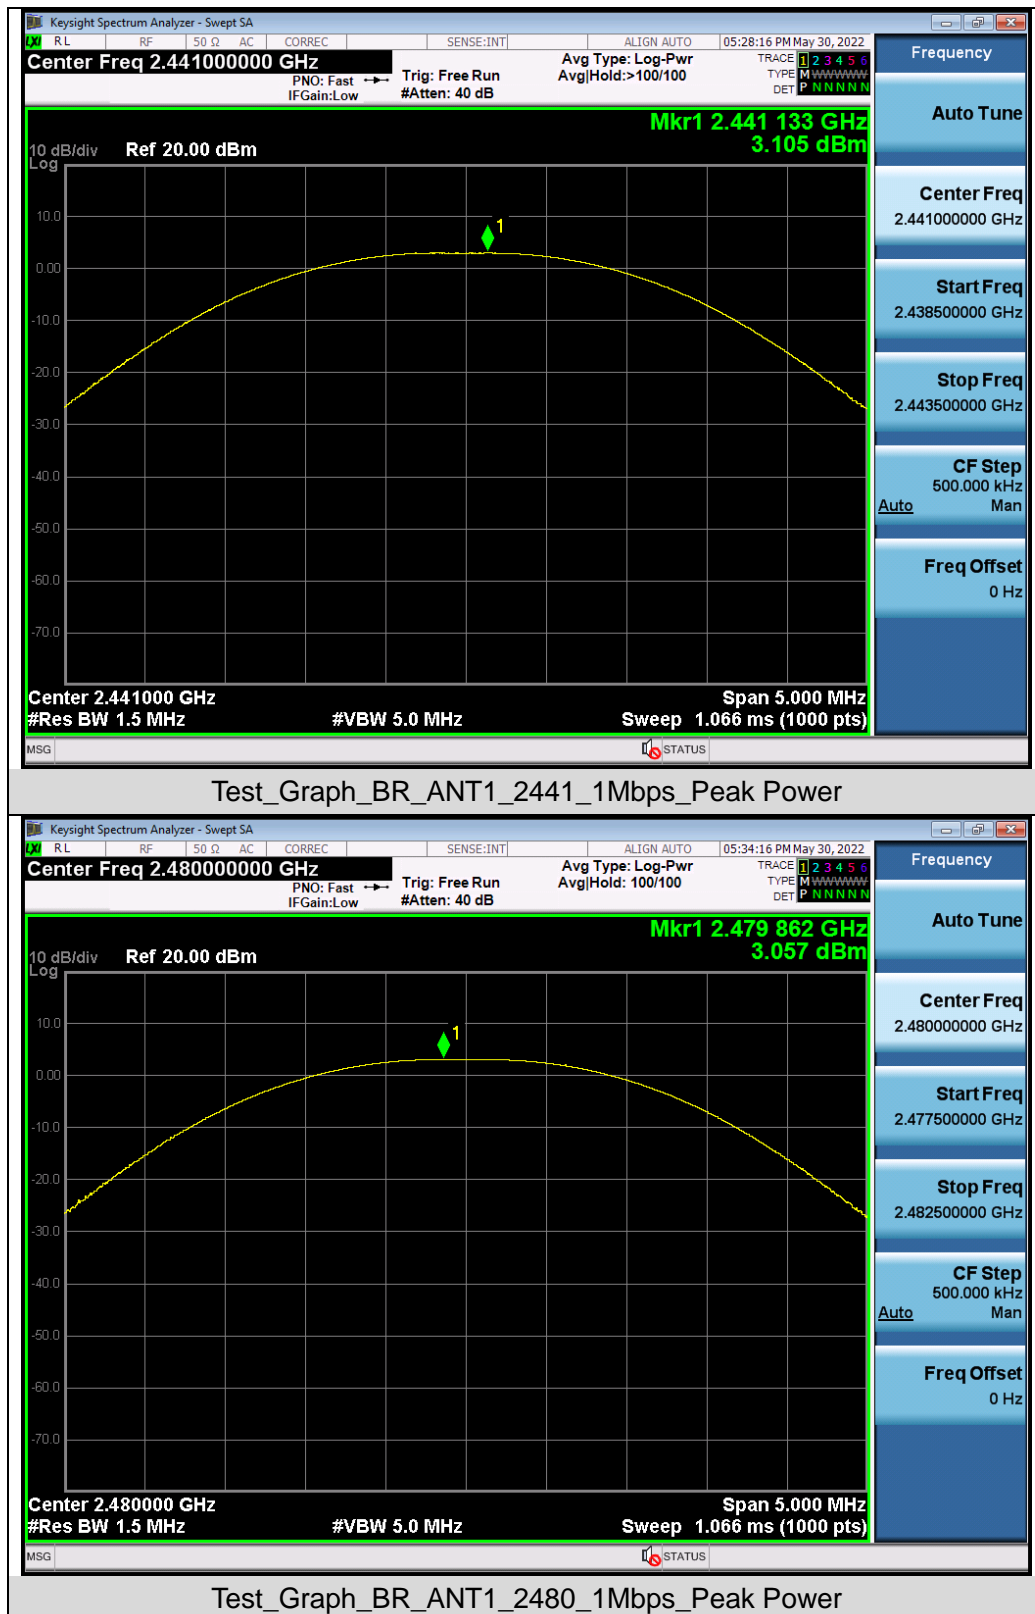 Keysight Spectrum Analyzer - Swept SA
LXI RL RF 50 Ω AC CORREC SENSE:INT ALIGN AUTO 05:28:16 PM May 30, 2022
Center Freq 2.441000000 GHz
PNO: Fast
IFGain:Low
Trig: Free Run
#Atten: 40 dB
Avg Type: Log-Pwr
Avg|Hold:>100/100
TRACE 1 2 3 4 5 6
TYPE M WWWWW
DET P N N N N N
Frequency
Mkr1 2.441 133 GHz
3.105 dBm
10 dB/div Ref 20.00 dBm
Log
10.0
0.00
-10.0
-20.0
-30.0
-40.0
-50.0
-60.0
-70.0
1
Center 2.441000 GHz Span 5.000 MHz
#Res BW 1.5 MHz #VBW 5.0 MHz Sweep 1.066 ms (1000 pts)
Auto Tune
Center Freq
2.441000000 GHz
Start Freq
2.438500000 GHz
Stop Freq
2.443500000 GHz
CF Step
500.000 kHz
Auto Man
Freq Offset
0 Hz
MSG STATUS
Test_Graph_BR_ANT1_2441_1Mbps_Peak Power
Keysight Spectrum Analyzer - Swept SA
LXI RL RF 50 Ω AC CORREC SENSE:INT ALIGN AUTO 05:34:16 PM May 30, 2022
Center Freq 2.480000000 GHz
PNO: Fast
IFGain:Low
Trig: Free Run
#Atten: 40 dB
Avg Type: Log-Pwr
Avg|Hold: 100/100
TRACE 1 2 3 4 5 6
TYPE M WWWWW
DET P N N N N N
Frequency
Mkr1 2.479 862 GHz
3.057 dBm
10 dB/div Ref 20.00 dBm
Log
10.0
0.00
-10.0
-20.0
-30.0
-40.0
-50.0
-60.0
-70.0
1
Center 2.480000 GHz Span 5.000 MHz
#Res BW 1.5 MHz #VBW 5.0 MHz Sweep 1.066 ms (1000 pts)
Auto Tune
Center Freq
2.480000000 GHz
Start Freq
2.477500000 GHz
Stop Freq
2.482500000 GHz
CF Step
500.000 kHz
Auto Man
Freq Offset
0 Hz
MSG STATUS
Test_Graph_BR_ANT1_2480_1Mbps_Peak Power